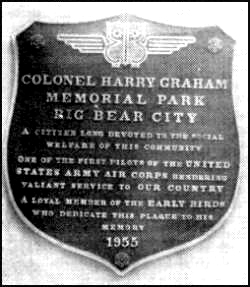 COLONEL HARRY GRAHAM
MEMORIAL PARK
BIG BEAR CITY
A CITIZEN LONG DEVOTED TO THE SOCIAL
WELFARE OF THIS COMMUNITY
ONE OF THE FIRST PILOTS OF THE UNITED
STATES ARMY AIR CORPS RENDERING
VALIANT SERVICE TO OUR COUNTRY
A LOYAL MEMBER OF THE EARLY BIRDS
WHO DEDICATE THIS PLAQUE TO HIS
MEMORY
1955